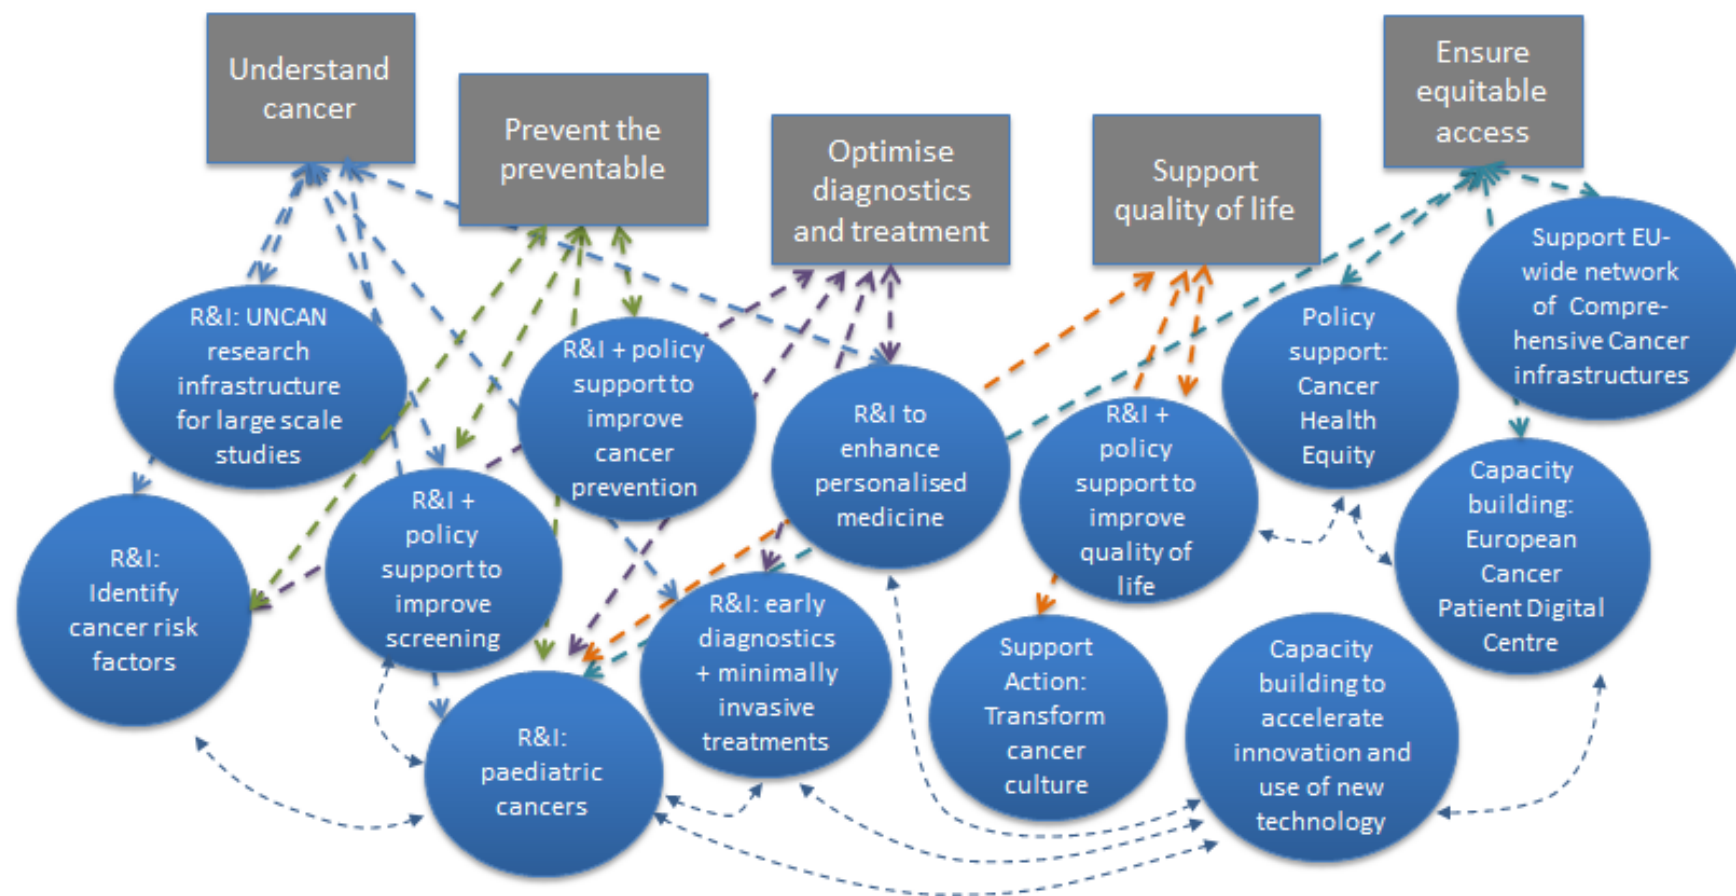 Understand
cancer
Prevent the
preventable
Optimise
diagnostics
and treatment
Support
quality of life
Ensure
equitable
access
R&I: UNCAN
research
infrastructure
for large scale
studies
R&I + policy
support to
improve
cancer
prevention
R&I to
enhance
personalised
medicine
R&I + policy
support to
improve
quality of
life
Policy
support:
Cancer
Health
Equity
Support EU-
wide network
of Compre-
hensive Cancer
infrastructures
R&I:
Identify
cancer risk
factors
R&I +
policy
support to
improve
screening
R&I:
paediatric
cancers
R&I: early
diagnostics
+ minimally
invasive
treatments
Support
Action:
Transform
cancer
culture
Capacity
building to
accelerate
innovation and
use of new
technology
Capacity
building:
European
Cancer
Patient Digital
Centre